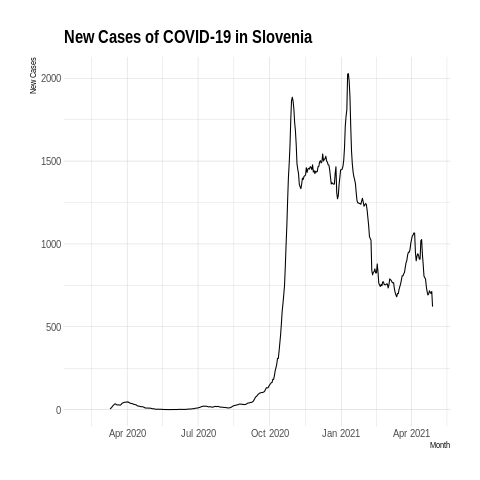 New Cases of COVID-19 in Slovenia
New Cases
2000
1500
1000
500
0
Apr 2020 Jul 2020 Oct 2020 Jan 2021 Apr 2021
Month